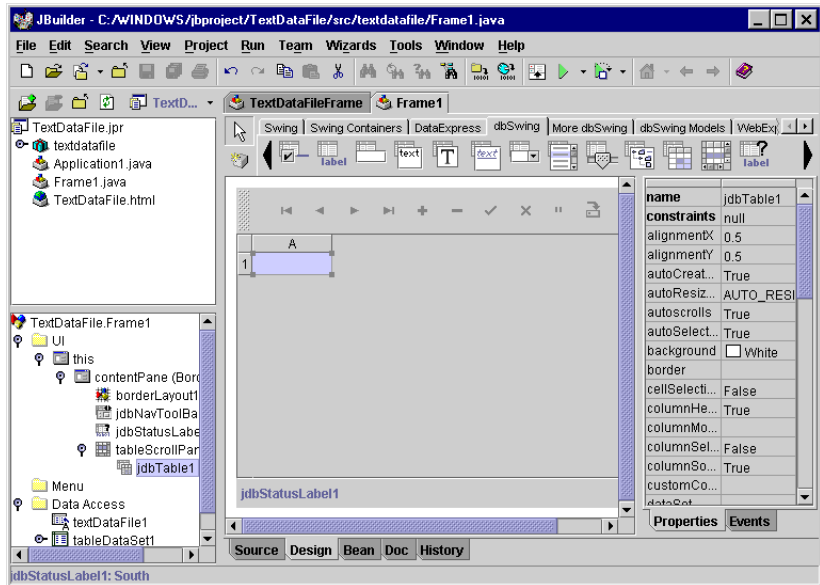 JBuilder - C:/WINDOWS/jbproject/TextDataFile/src/textdatafile/Frame1.java
File Edit Search View Project Run Team Wizards Tools Window Help
TextD...
TextDataFileFrame Frame1
TextDataFile.jpr
textdatafile
Application1.java
Frame1.java
TextDataFile.html
Swing Swing Containers DataExpress dbSwing More dbSwing dbSwing Models WebExp
label text T text label
A
1
jdbStatusLabel1
name jdbTable1
constraints null
alignmentX 0.5
alignmentY 0.5
autoCreat... True
autoResiz... AUTO_RESI
autoscrolls True
autoSelect... True
background White
border
cellSelecti... False
columnHe... True
columnMo...
columnSel... False
columnSo... True
customCo...
dataSet
Properties Events
TextDataFile.Frame1
UI
this
contentPane (Bord
borderLayout1
jdbNavToolBa
jdbStatusLabe
tableScrollPan
jdbTable1
Menu
Data Access
textDataFile1
tableDataSet1
Source Design Bean Doc History
jdbStatusLabel1: South